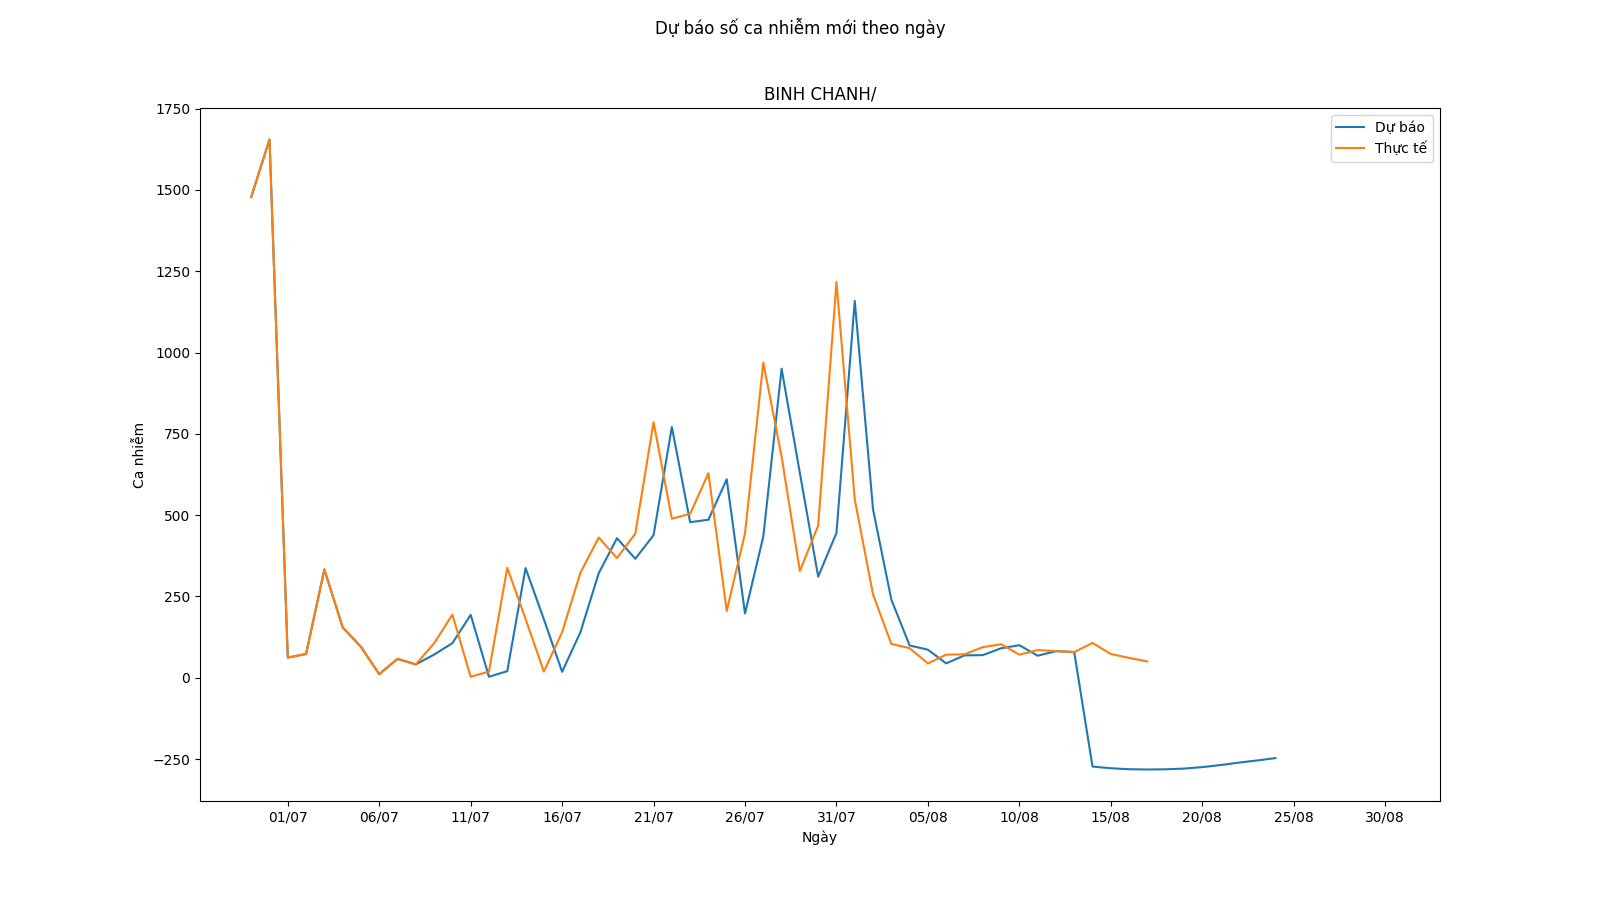 Dự báo số ca nhiễm mới theo ngày
BINH CHANH/
1750
1500
1250
1000
750
500
250
0
−250
Ca nhiễm
Dự báo
Thực tế
01/07 06/07 11/07 16/07 21/07 26/07 31/07 05/08 10/08 15/08 20/08 25/08 30/08
Ngày